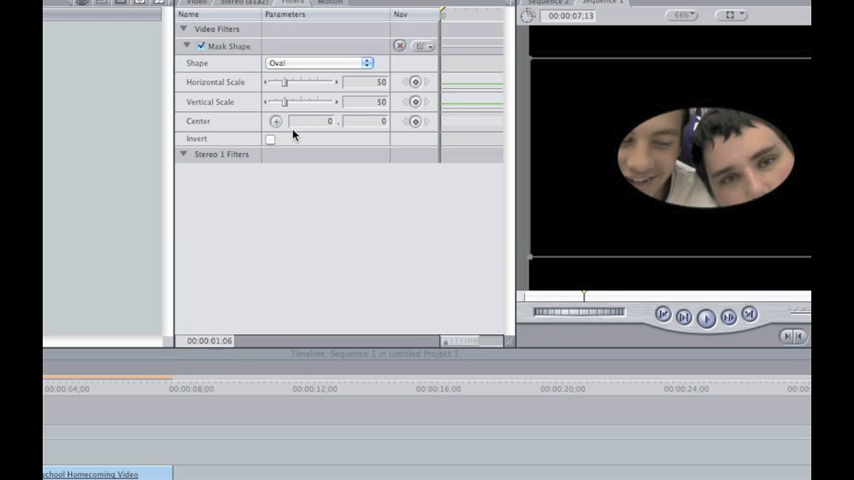 Video Stereo (a1a2) Filters Motion
Sequence 2 Sequence 1
Name Parameters Nav 0
00:00:07;13 66%
Video Filters
Mask Shape
Shape Oval
Horizontal Scale 50
Vertical Scale 50
Center 0 , 0
Invert
Stereo 1 Filters
00:00:01;06
Timeline: Sequence 1 in Untitled Project 3
00:00:04;00 00:00:08;00 00:00:12;00 00:00:16;00 00:00:20;00 00:00:24;00
school Homecoming Video